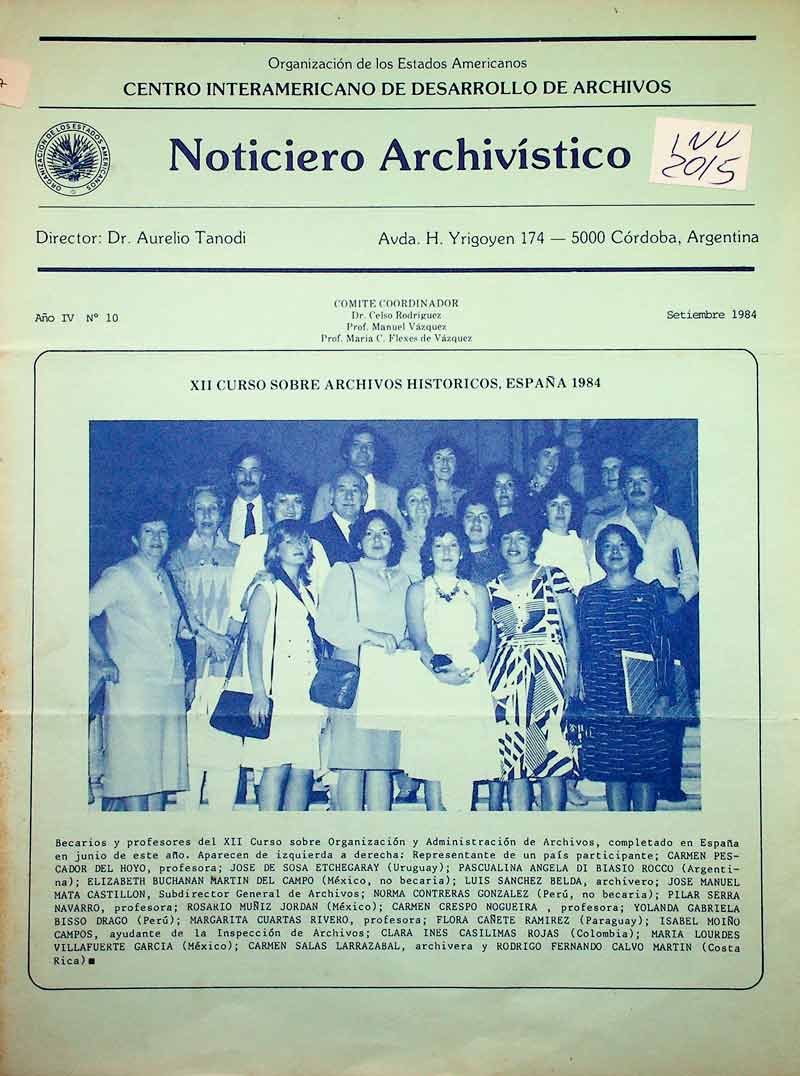 Organización de los Estados Americanos
CENTRO INTERAMERICANO DE DESARROLLO DE ARCHIVOS
ORGANIZACION DE LOS ESTADOS AMERICANOS
Noticiero Archivístico
INV
2015
Director: Dr. Aurelio Tanodi
Avda. H. Yrigoyen 174 — 5000 Córdoba, Argentina
Año IV Nº 10
COMITE COORDINADOR
Dr. Celso Rodríguez
Prof. Manuel Vázquez
Prof. María C. Flexes de Vázquez
Setiembre 1984
XII CURSO SOBRE ARCHIVOS HISTORICOS, ESPAÑA 1984
Becarios y profesores del XII Curso sobre Organización y Administración de Archivos, completado en España
en junio de este año. Aparecen de izquierda a derecha: Representante de un país participante; CARMEN PES-
CADOR DEL HOYO, profesora; JOSE DE SOSA ETCHEGARAY (Uruguay); PASCUALINA ANGELA DI BIASIO ROCCO (Argenti-
na); ELIZABETH BUCHANAN MARTIN DEL CAMPO (México, no becaria); LUIS SANCHEZ BELDA, archivero; JOSE MANUEL
MATA CASTILLON, Subdirector General de Archivos; NORMA CONTRERAS GONZALEZ (Perú, no becaria); PILAR SERRA
NAVARRO, profesora; ROSARIO MUÑIZ JORDAN (México); CARMEN CRESPO NOGUEIRA , profesora; YOLANDA GABRIELA
BISSO DRAGO (Perú); MARGARITA CUARTAS RIVERO, profesora; FLORA CAÑETE RAMIREZ (Paraguay); ISABEL MOIÑO
CAMPOS, ayudante de la Inspección de Archivos; CLARA INES CASILIMAS ROJAS (Colombia); MARIA LOURDES
VILLAFUERTE GARCIA (México); CARMEN SALAS LARRAZABAL, archivera y RODRIGO FERNANDO CALVO MARTIN (Costa
Rica)■